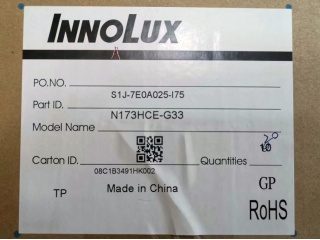 INNOLUX
PO.NO.
S1J-7E0A025-I75
Part ID.
N173HCE-G33
Model Name
Carton ID. Quantities 20
08C1B3491HK002
TP Made in China GP
RoHS